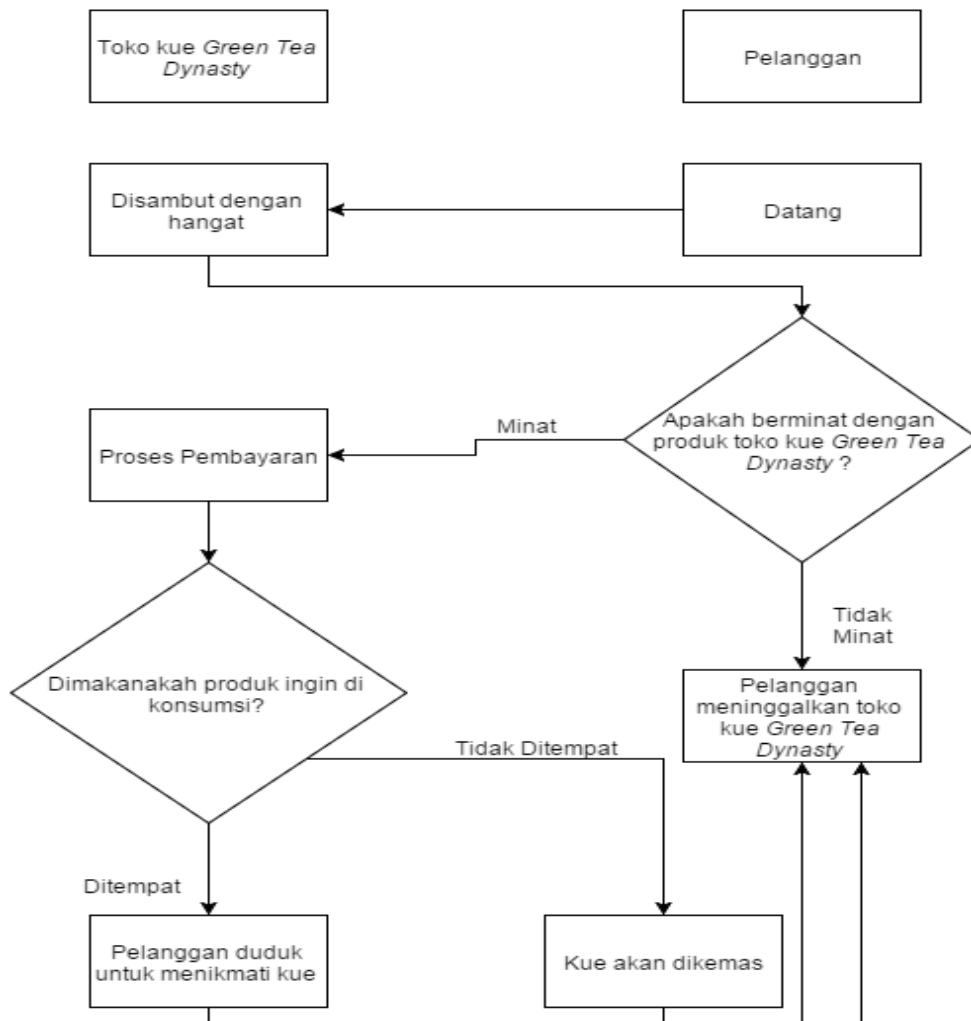 Toko kue Green Tea
Dynasty
Pelanggan
Disambut dengan
hangat
Datang
Apakah berminat dengan
produk toko kue Green Tea
Dynasty ?
Minat
Proses Pembayaran
Tidak
Minat
Dimakanakah produk ingin di
konsumsi?
Pelanggan
meninggalkan toko
kue Green Tea
Dynasty
Tidak Ditempat
Ditempat
Pelanggan duduk
untuk menikmati kue
Kue akan dikemas